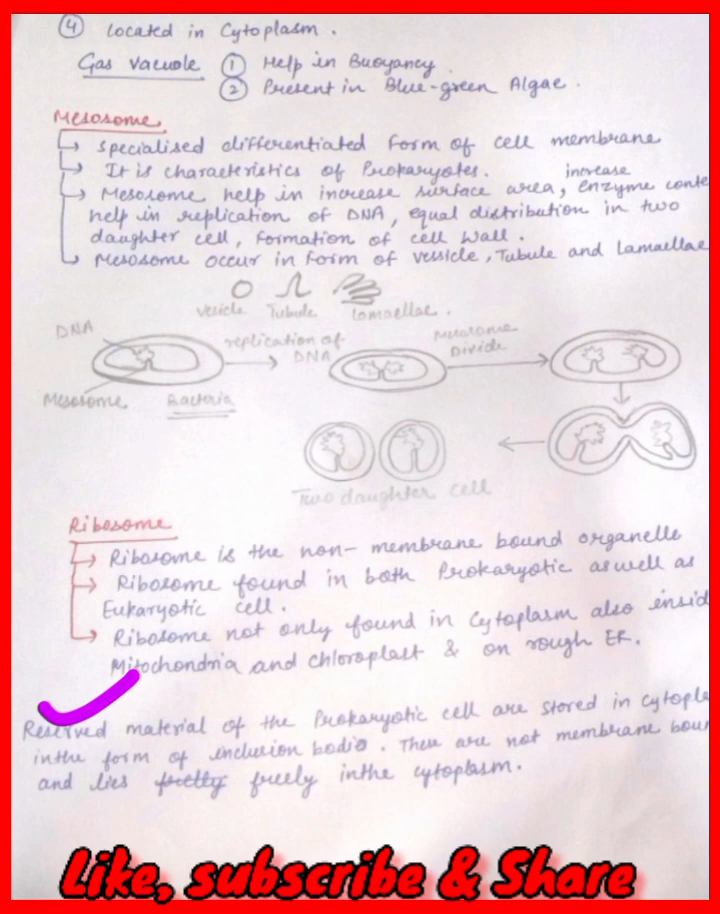 ④ located in Cytoplasm.
Gas Vacuole ① Help in Buoyancy.
② Present in Blue-green Algae.
Mesosome
→ specialised differentiated form of cell membrane
→ It is characteristics of Prokaryotes.
increase
→ Mesosome help in increase surface area, enzyme conte
help in replication of DNA, equal distribution in two
daughter cell, formation of cell wall.
→ Mesosome occur in form of vessicle, Tubule and lamaellae
vesicle Tubule lamaellae.
DNA
replication of DNA
Mesosome Divide
Mesosome Bacteria
Two daughter cell
Ribosome
→ Ribosome is the non-membrane bound organelle
→ Ribosome found in both Prokaryotic as well as
Eukaryotic cell.
→ Ribosome not only found in Cytoplasm also insid
Mitochondria and chloroplast & on rough ER.
Reserved material of the Prokaryotic cell are stored in cytopla
in the form of inclusion bodio. These are not membrane boun
and lies freely in the cytoplasm.
Like, subscribe & Share